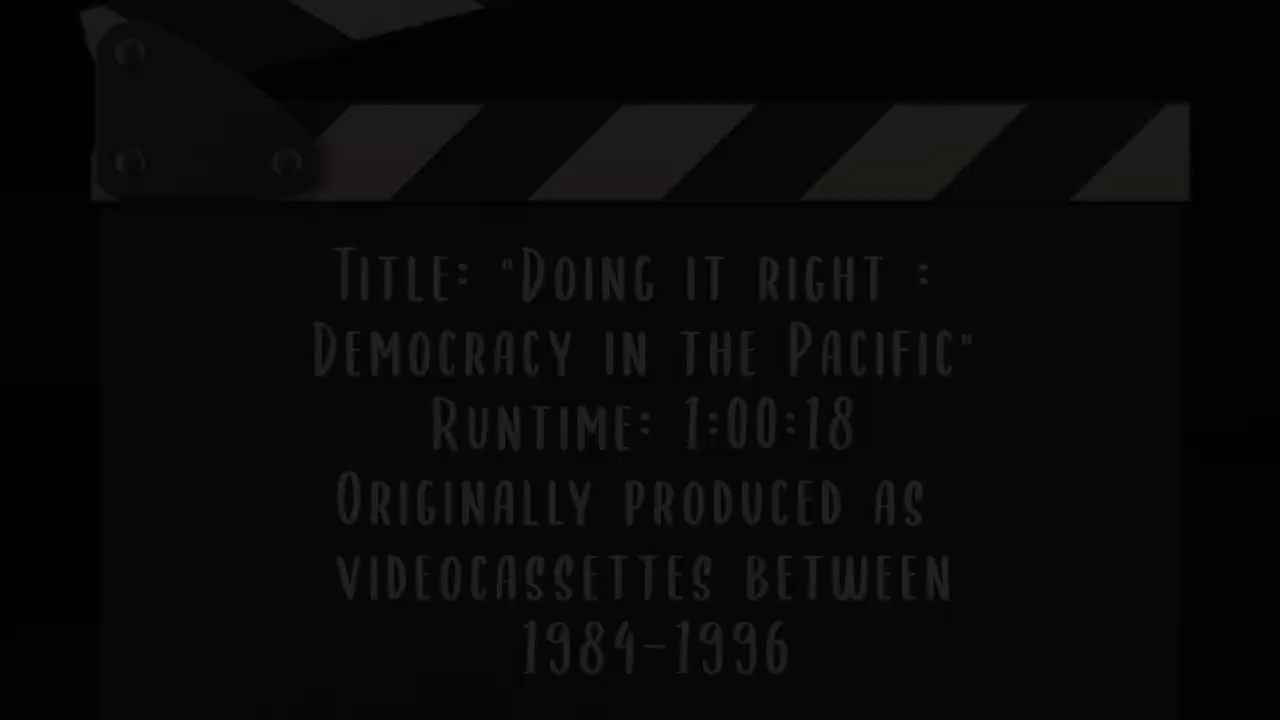 Title: "Doing it right :
Democracy in the Pacific"
Runtime: 1:00:18
Originally produced as
videocassettes between
1984-1996